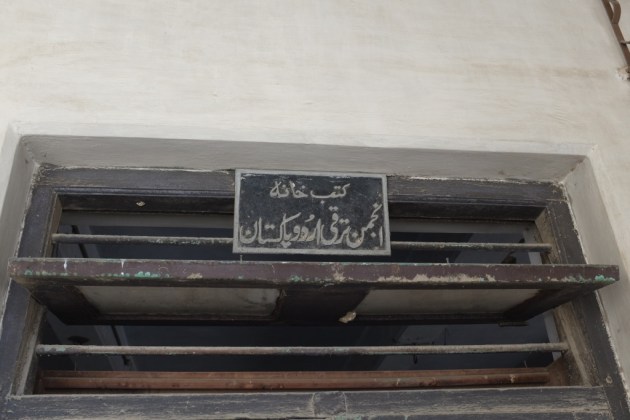 کتب خانہ
انجمن ترقی اردو پاکستان